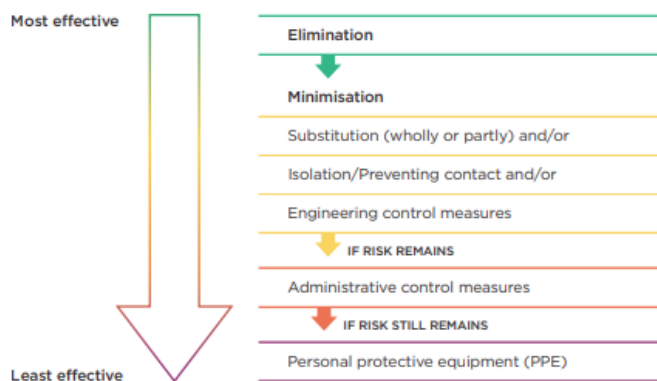 Most effective
Elimination
Minimisation
Substitution (wholly or partly) and/or
Isolation/Preventing contact and/or
Engineering control measures
IF RISK REMAINS
Administrative control measures
IF RISK STILL REMAINS
Personal protective equipment (PPE)
Least effective